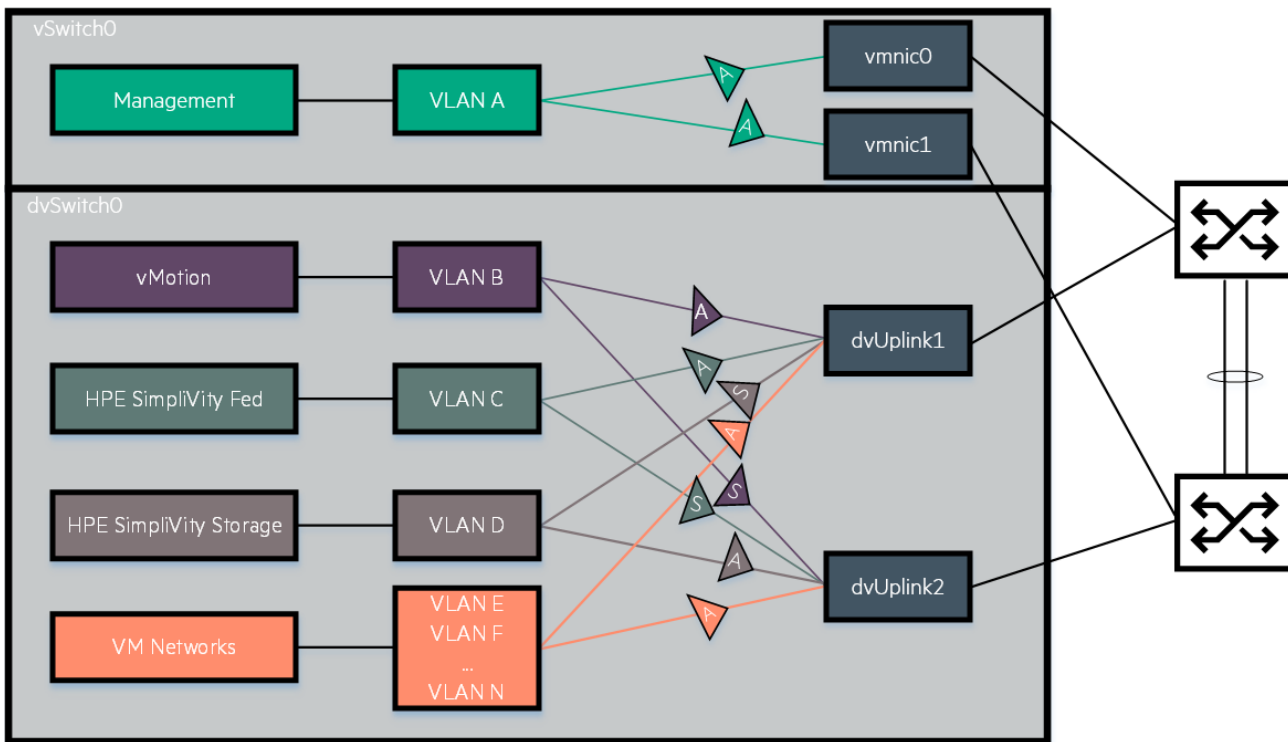 vSwitch0
Management
VLAN A
A
A
vmnic0
vmnic1
dvSwitch0
vMotion
VLAN B
A
dvUplink1
HPE SimpliVity Fed
VLAN C
A
S
A
S
S
HPE SimpliVity Storage
VLAN D
A
dvUplink2
VM Networks
VLAN E
VLAN F
...
VLAN N
A